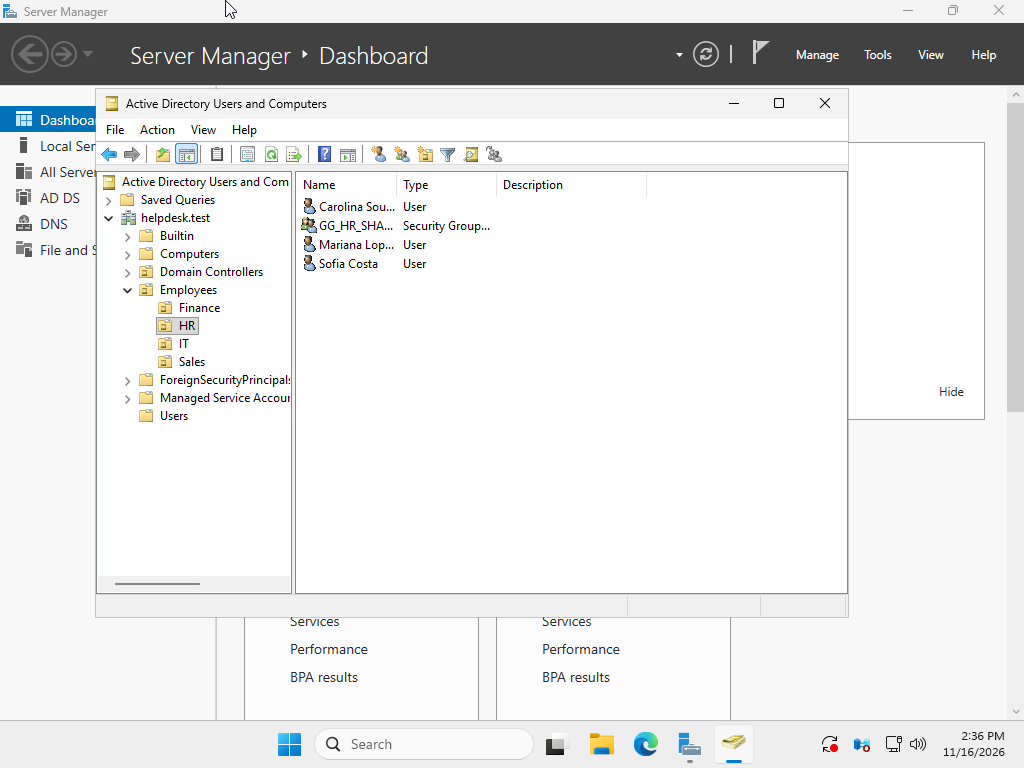 Server Manager
Server Manager • Dashboard
Manage Tools View Help
Active Directory Users and Computers
File Action View Help
Dashboa
Local Ser
All Server
AD DS
DNS
File and S
Active Directory Users and Com
Saved Queries
helpdesk.test
Builtin
Computers
Domain Controllers
Employees
Finance
HR
IT
Sales
ForeignSecurityPrincipals
Managed Service Accour
Users
Name Type Description
Carolina Sou... User
GG_HR_SHA... Security Group...
Mariana Lop... User
Sofia Costa User
Hide
Services
Performance
BPA results
Services
Performance
BPA results
Search
2:36 PM
11/16/2026